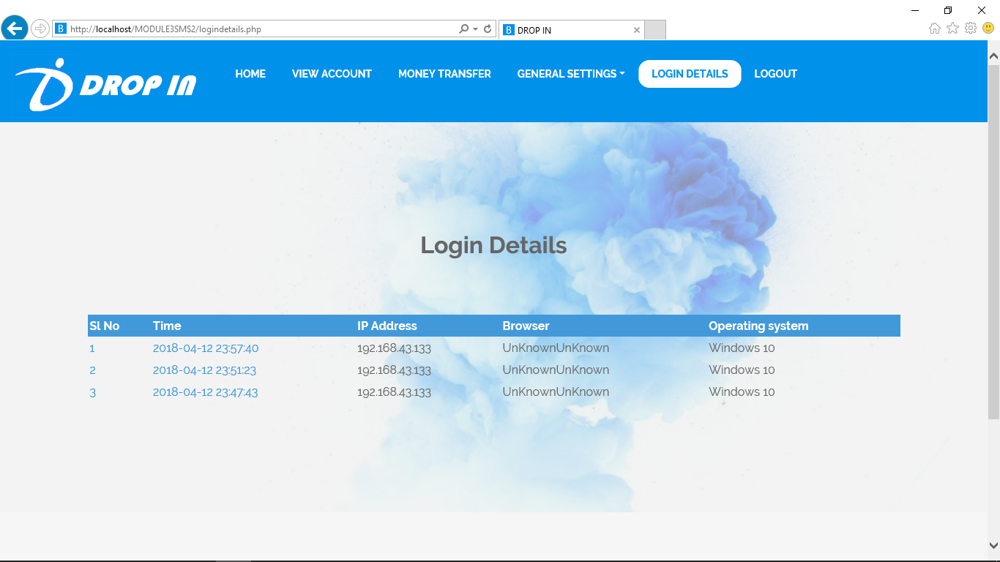 http://localhost/MODULE3SMS2/logindetails.php
B DROP IN
DROP IN
HOME VIEW ACCOUNT MONEY TRANSFER GENERAL SETTINGS LOGIN DETAILS LOGOUT
Login Details
Sl No Time IP Address Browser Operating system
1 2018-04-12 23:57:40 192.168.43.133 UnKnownUnKnown Windows 10
2 2018-04-12 23:51:23 192.168.43.133 UnKnownUnKnown Windows 10
3 2018-04-12 23:47:43 192.168.43.133 UnKnownUnKnown Windows 10